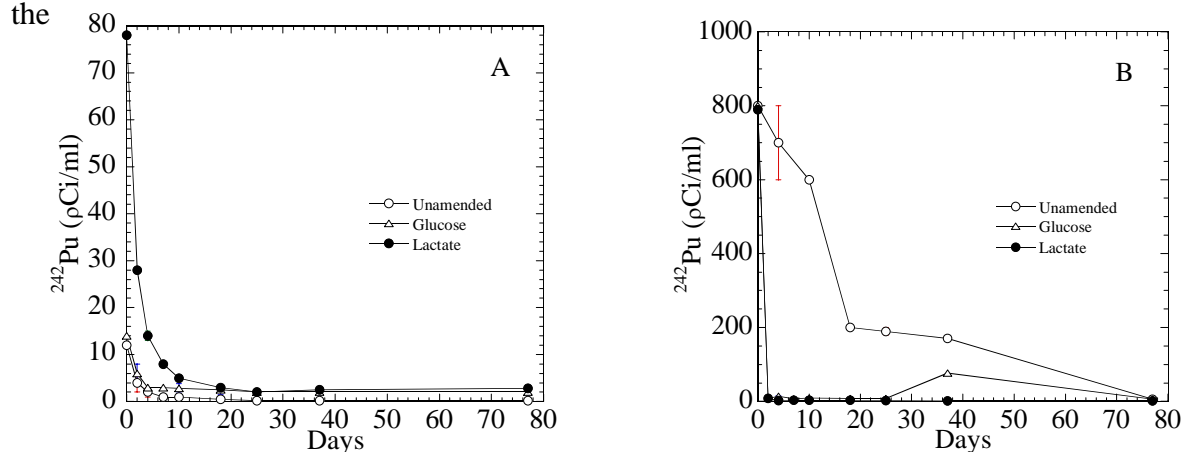 the
80
70
60
50
40
30
20
10
0
0 10 20 30 40 50 60 70 80
Days
²⁴²Pu (ρCi/ml)
A
Unamended
Glucose
Lactate
1000
800
600
400
200
0
0 10 20 30 40 50 60 70 80
Days
²⁴²Pu (ρCi/ml)
B
Unamended
Glucose
Lactate